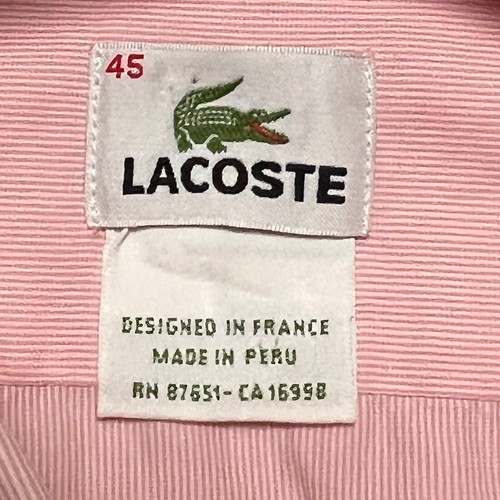 45
LACOSTE
DESIGNED IN FRANCE
MADE IN PERU
RN 87651-CA 16998